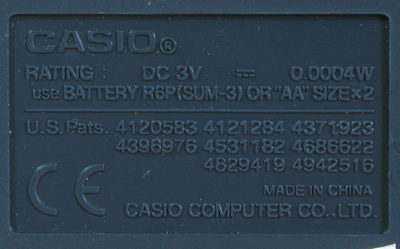 CASIO®
RATING : DC 3V ⎓ 0.0004W
use BATTERY R6P(SUM-3) OR "AA" SIZE×2
U.S. Pats. 4120583 4121284 4371923
4396976 4531182 4686622
4829419 4942516
CE
MADE IN CHINA
CASIO COMPUTER CO.,LTD.